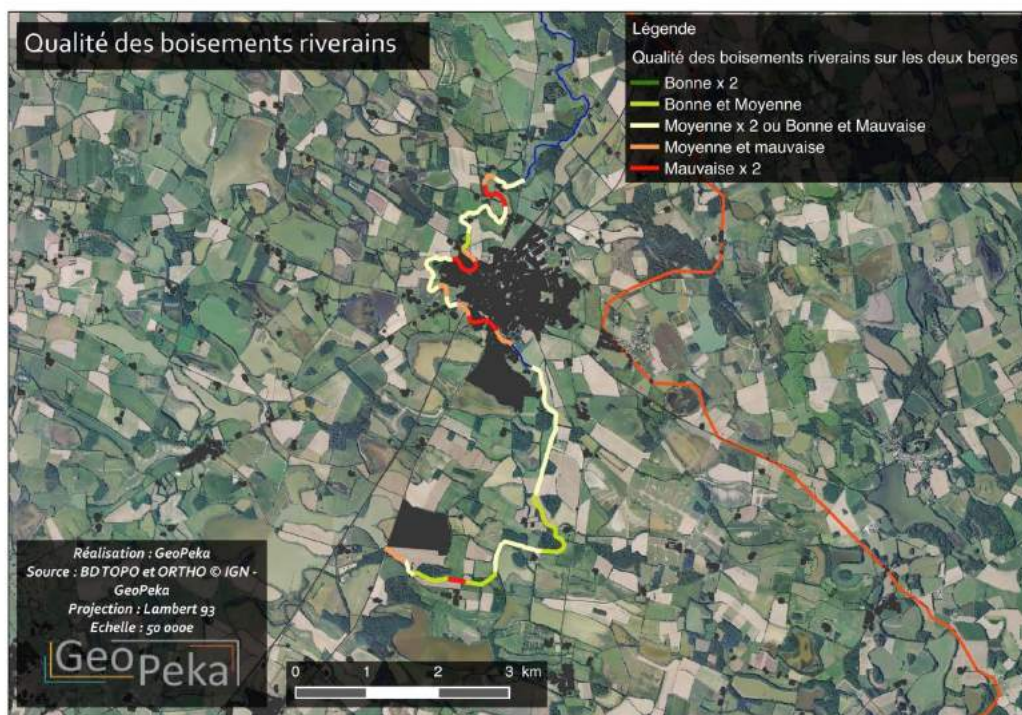 Qualité des boisements riverains
Légende
Qualité des boisements riverains sur les deux berges
Bonne x 2
Bonne et Moyenne
Moyenne x 2 ou Bonne et Mauvaise
Moyenne et mauvaise
Mauvaise x 2
Réalisation : GeoPeka
Source : BD TOPO et ORTHO © IGN -
GeoPeka
Projection : Lambert 93
Echelle : 50 000e
GeoPeka
0 1 2 3 km